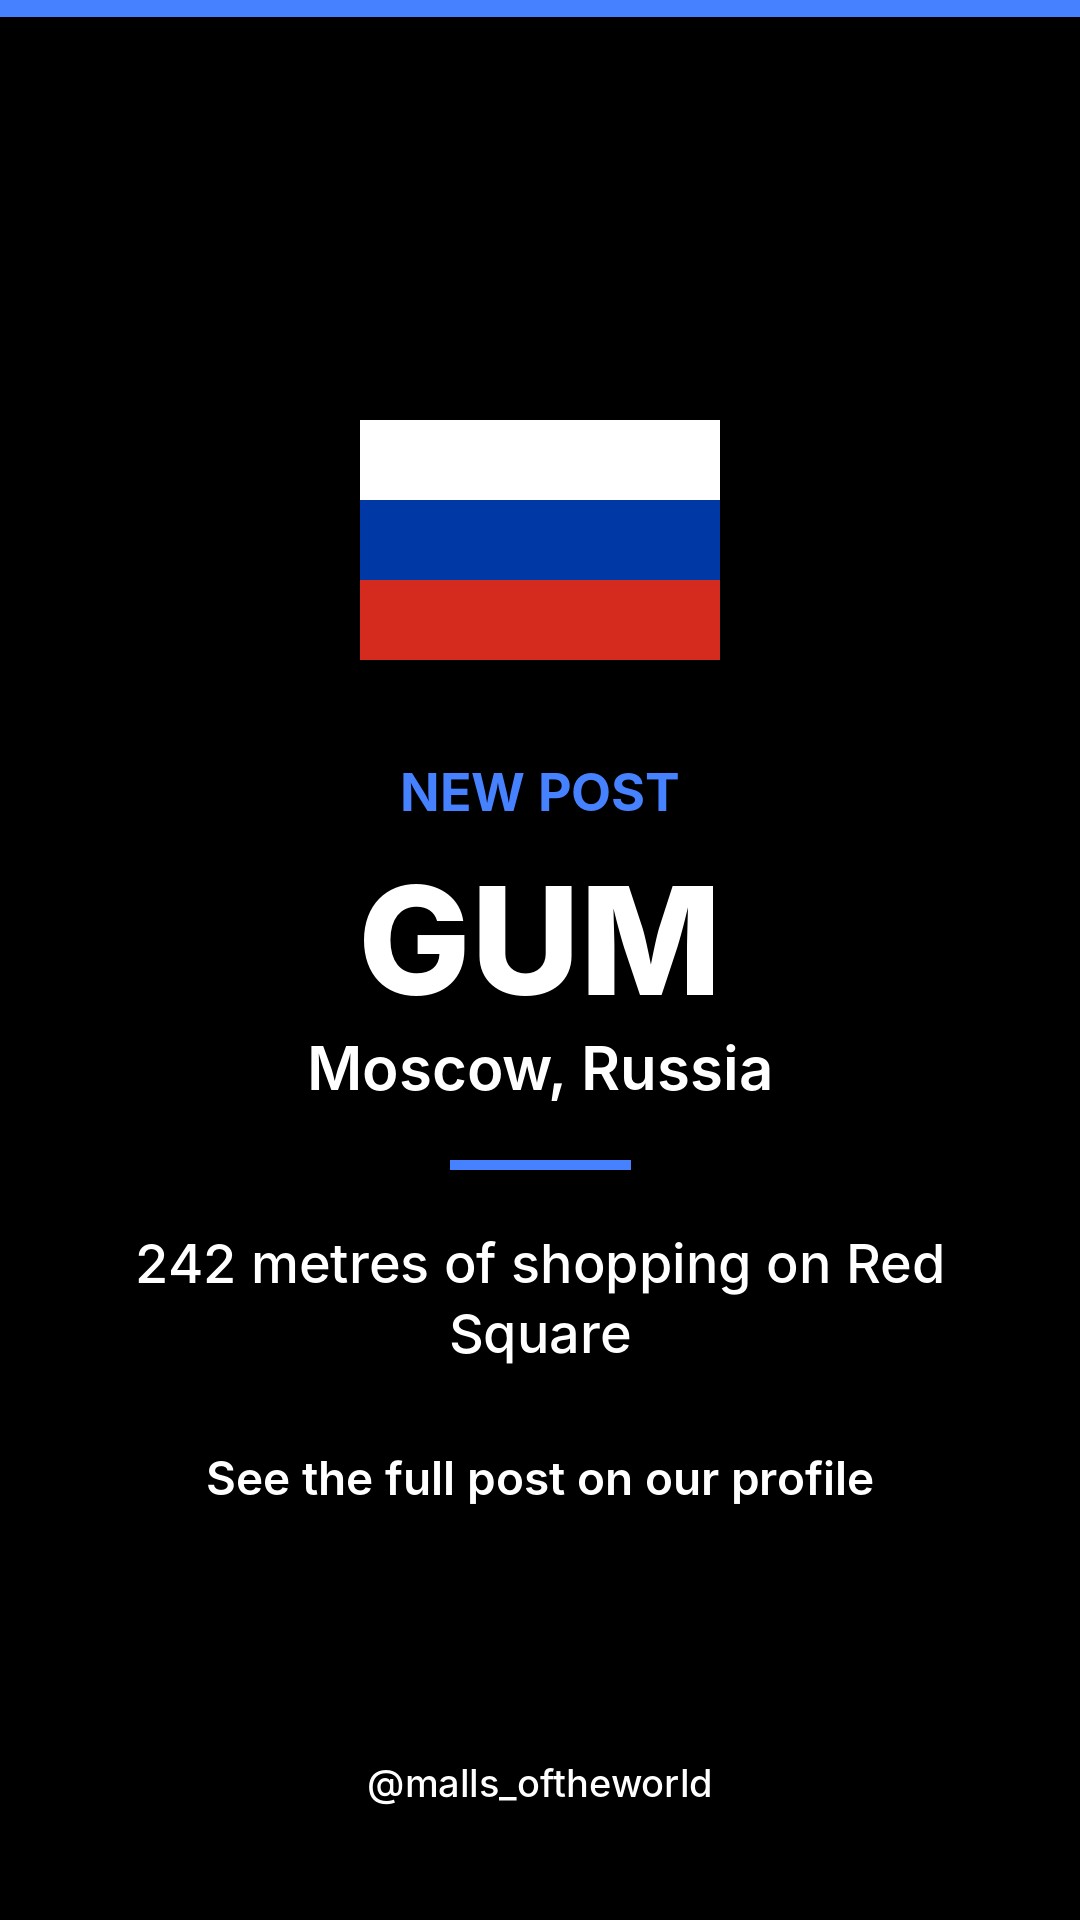 NEW POST
GUM
Moscow, Russia
242 metres of shopping on Red
Square
See the full post on our profile
@malls_oftheworld